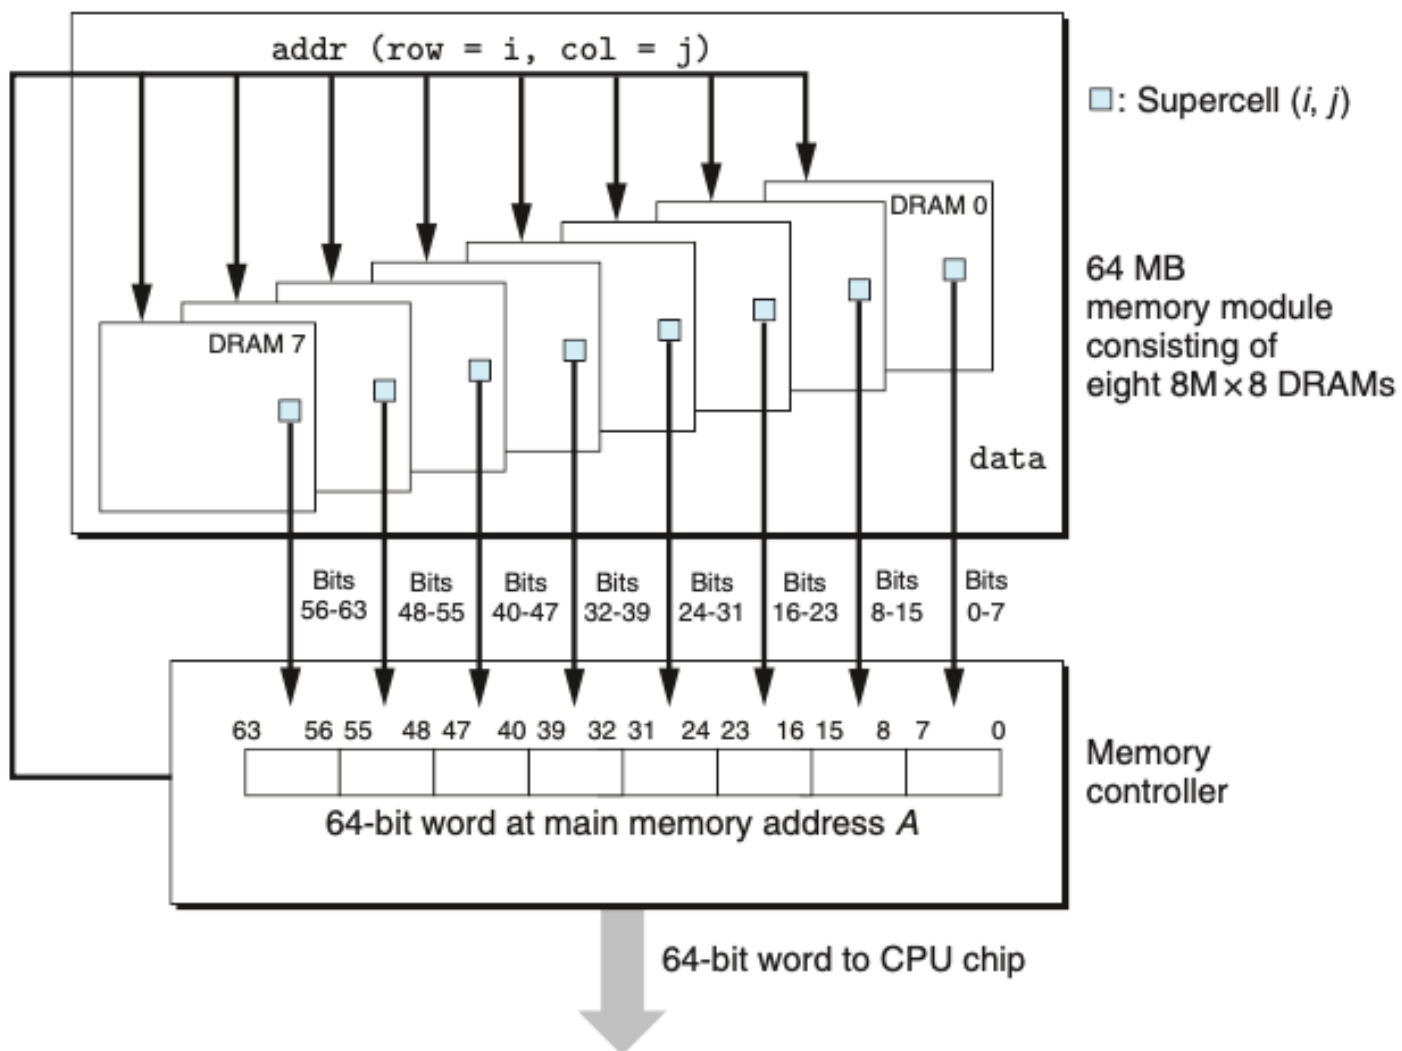 addr (row = i, col = j)
: Supercell (i, j)
DRAM 0
64 MB
memory module
consisting of
eight 8M×8 DRAMs
DRAM 7
data
Bits
56-63
Bits
48-55
Bits
40-47
Bits
32-39
Bits
24-31
Bits
16-23
Bits
8-15
Bits
0-7
63 56 55 48 47 40 39 32 31 24 23 16 15 8 7 0
Memory
controller
64-bit word at main memory address A
64-bit word to CPU chip